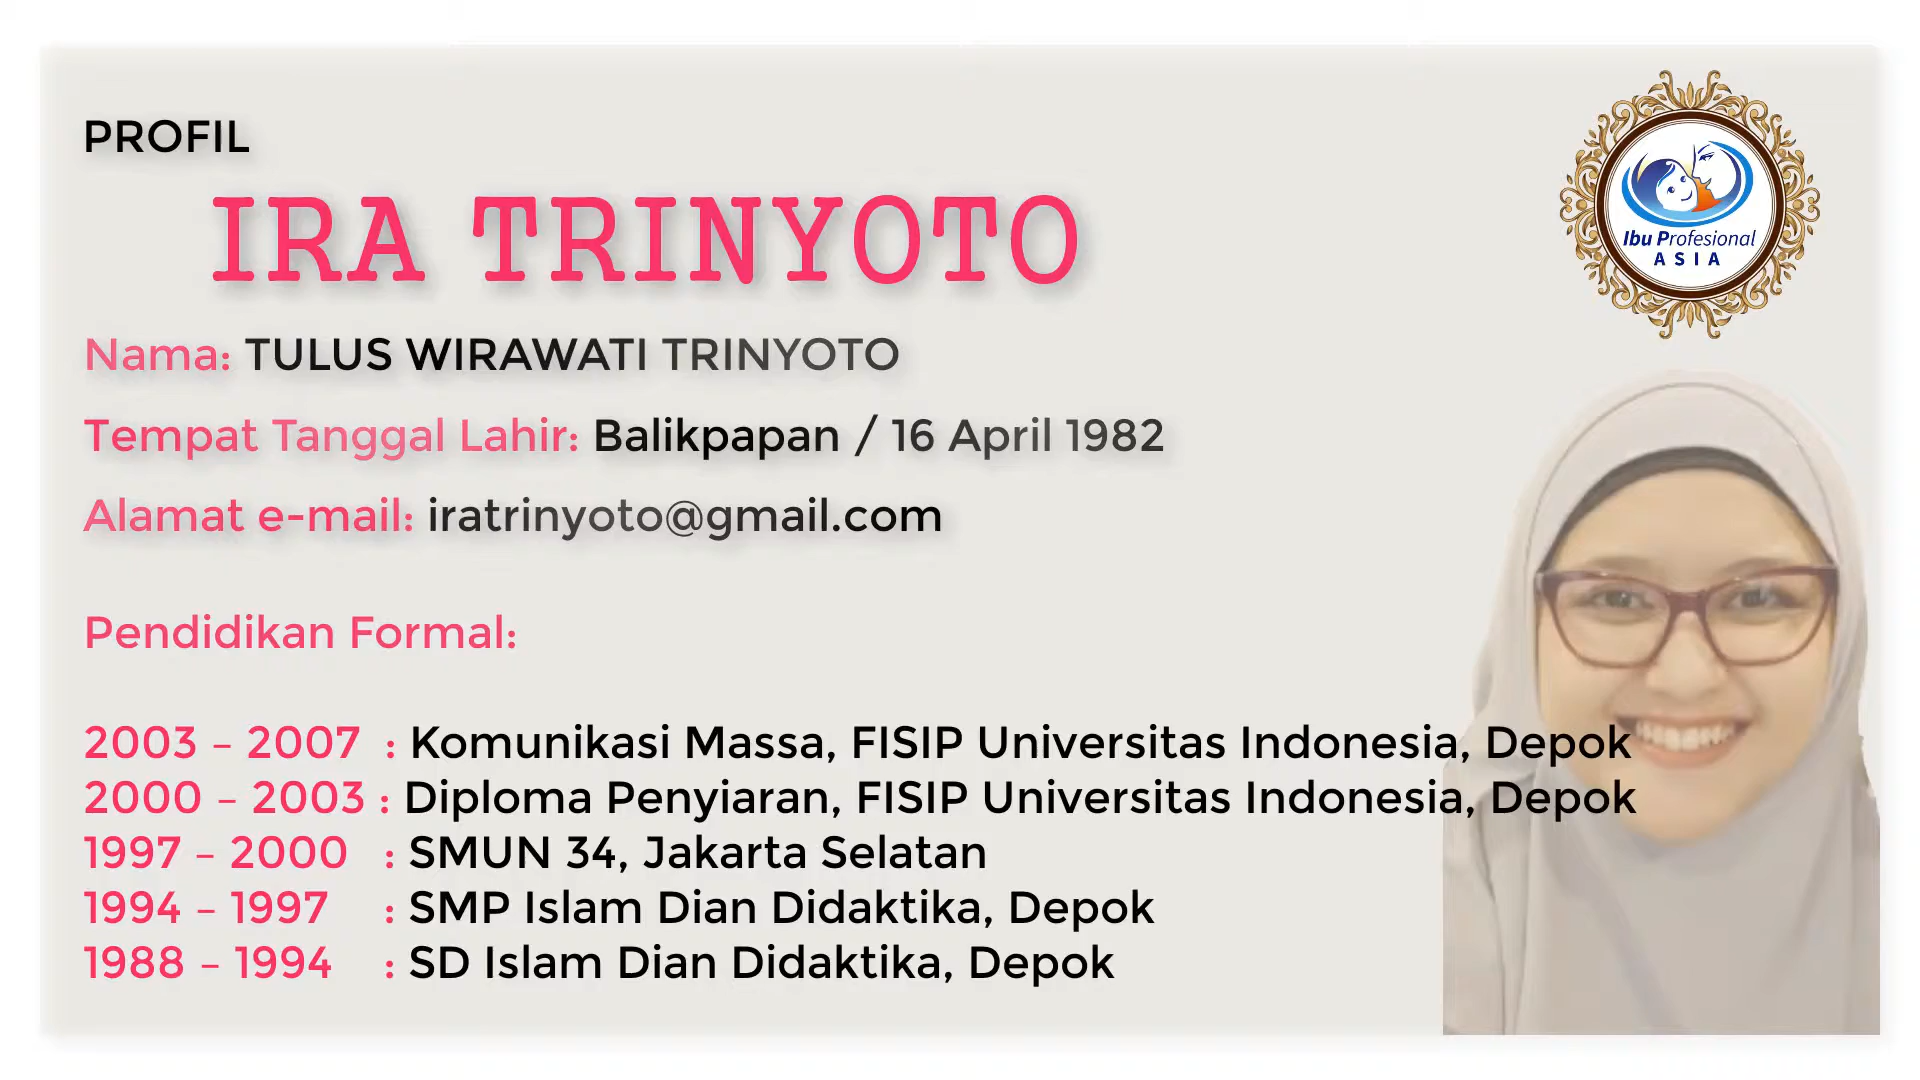 PROFIL
IRA TRINYOTO
Ibu Profesional
ASIA
Nama: TULUS WIRAWATI TRINYOTO
Tempat Tanggal Lahir: Balikpapan / 16 April 1982
Alamat e-mail: iratrinyoto@gmail.com
Pendidikan Formal:
2003 – 2007 : Komunikasi Massa, FISIP Universitas Indonesia, Depok
2000 – 2003 : Diploma Penyiaran, FISIP Universitas Indonesia, Depok
1997 – 2000 : SMUN 34, Jakarta Selatan
1994 – 1997 : SMP Islam Dian Didaktika, Depok
1988 – 1994 : SD Islam Dian Didaktika, Depok